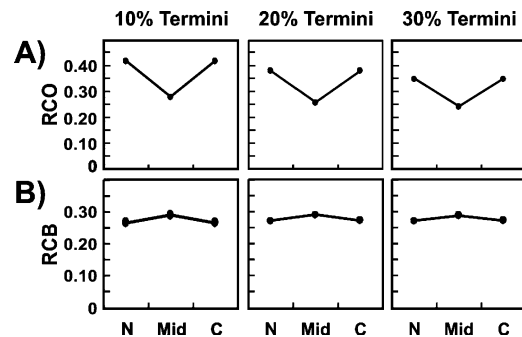 10% Termini 20% Termini 30% Termini
A)
RCO
0.40
0.30
0.20
0.10
0
B)
RCB
0.30
0.20
0.10
0
N Mid C N Mid C N Mid C